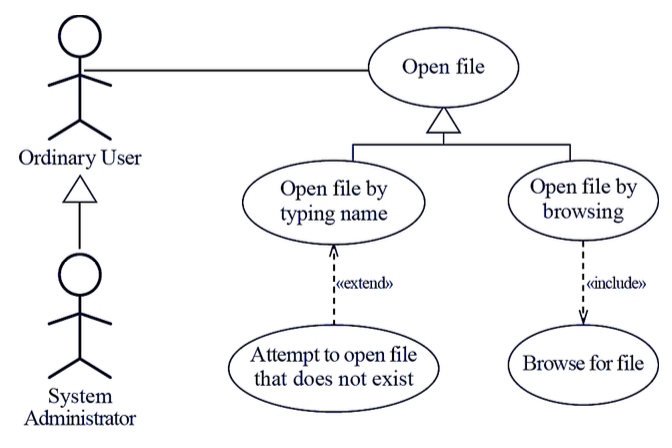 Open file
Ordinary User
Open file by
typing name
Open file by
browsing
«extend»
«include»
Attempt to open file
that does not exist
Browse for file
System
Administrator